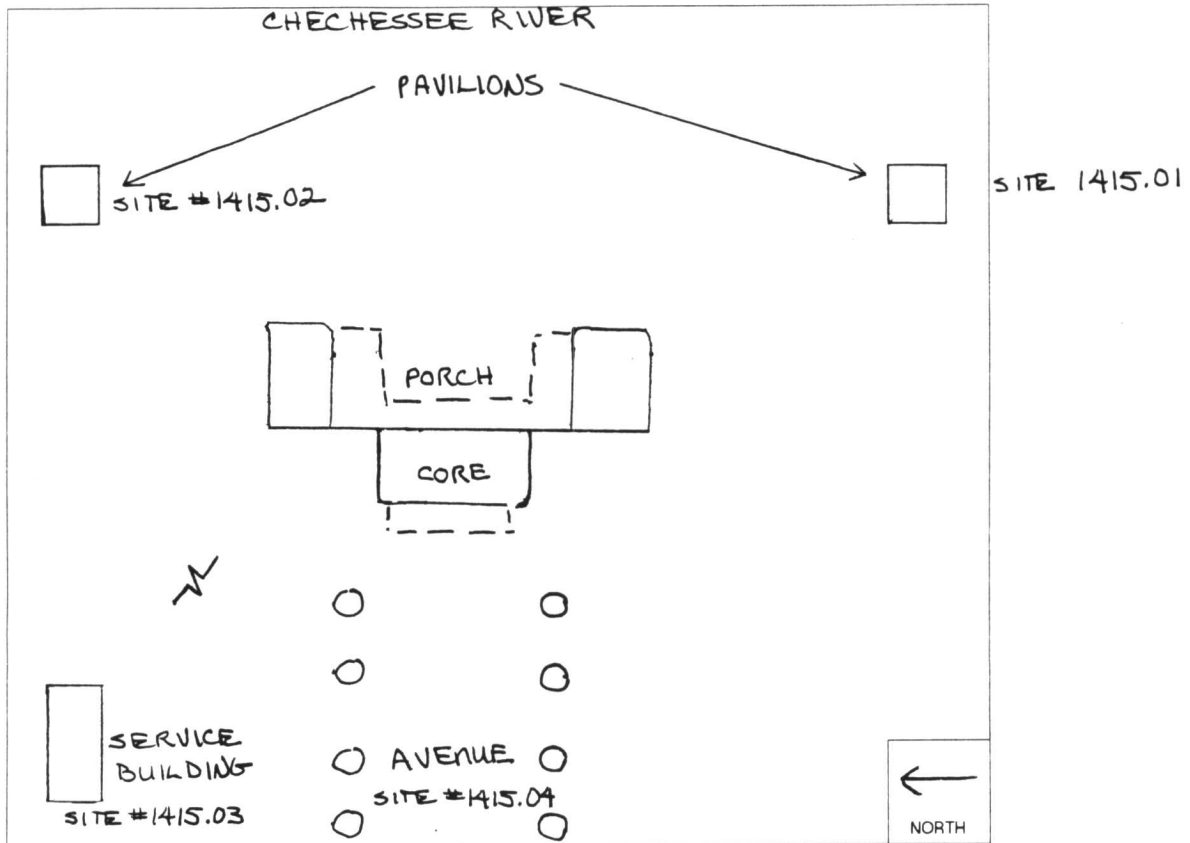 CHECHESSEE RIVER
PAVILIONS
SITE #1415.02
SITE 1415.01
PORCH
CORE
SERVICE
BUILDING
SITE #1415.03
AVENUE
SITE #1415.04
NORTH